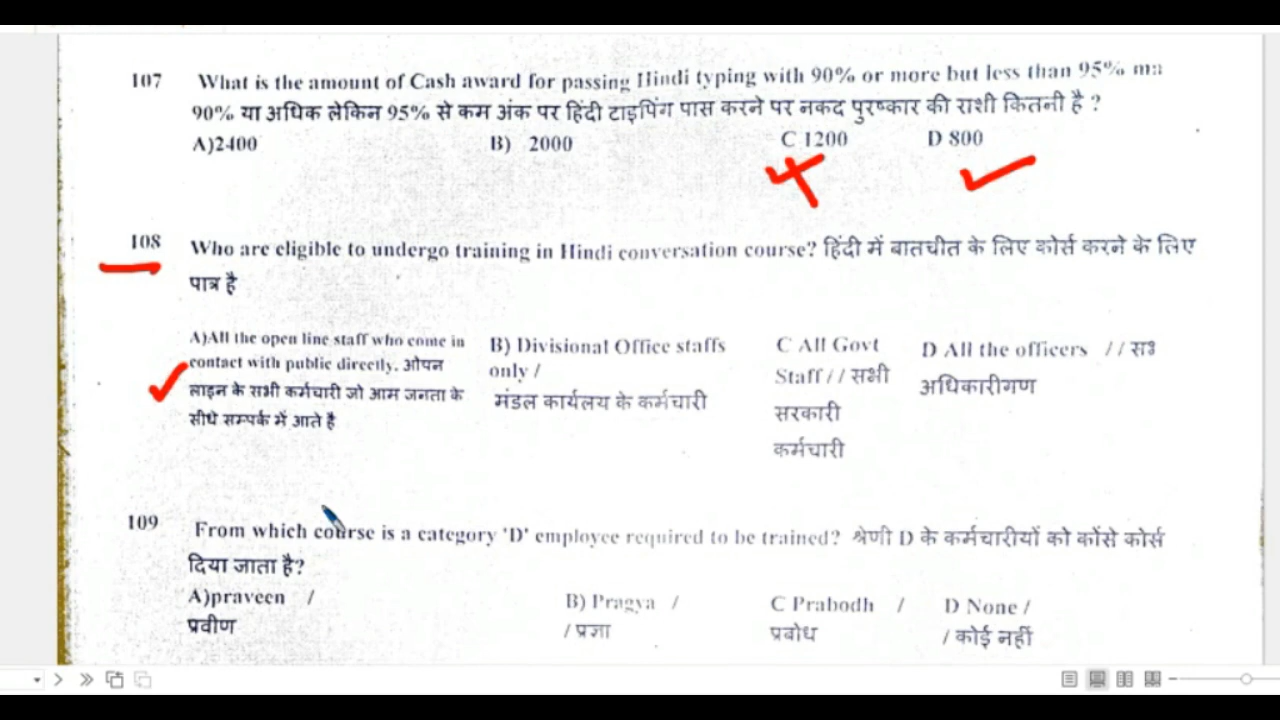 107 What is the amount of Cash award for passing Hindi typing with 90% or more but less than 95% ma
90% या अधिक लेकिन 95% से कम अंक पर हिंदी टाइपिंग पास करने पर नकद पुरष्कार की राशी कितनी है ?
A)2400 B) 2000 C 1200 D 800
108 Who are eligible to undergo training in Hindi conversation course? हिंदी में बातचीत के लिए कोर्स करने के लिए
पात्र है
A)All the open line staff who come in
contact with public directly. ओपन
लाइन के सभी कर्मचारी जो आम जनता के
सीधे सम्पर्क में आते है
B) Divisional Office staffs
only /
मंडल कार्यलय के कर्मचारी
C All Govt
Staff / / सभी
सरकारी
कर्मचारी
D All the officers / /
अधिकारीगण
109 From which course is a category 'D' employee required to be trained? श्रेणी D के कर्मचारीयों को कोंसे कोर्स
दिया जाता है?
A)praveen / B) Pragya / C Prabodh / D None /
प्रवीण / प्रज्ञा प्रबोध / कोई नहीं